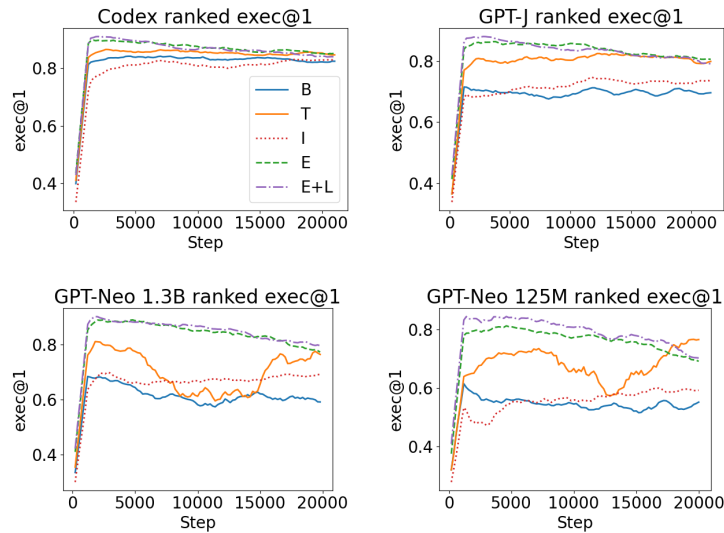 Codex ranked exec@1
exec@1
0.8
0.6
0.4
B
T
I
E
E+L
0 5000 10000 15000 20000
Step
GPT-J ranked exec@1
exec@1
0.8
0.6
0.4
0 5000 10000 15000 20000
Step
GPT-Neo 1.3B ranked exec@1
exec@1
0.8
0.6
0.4
0 5000 10000 15000 20000
Step
GPT-Neo 125M ranked exec@1
exec@1
0.8
0.6
0.4
0 5000 10000 15000 20000
Step